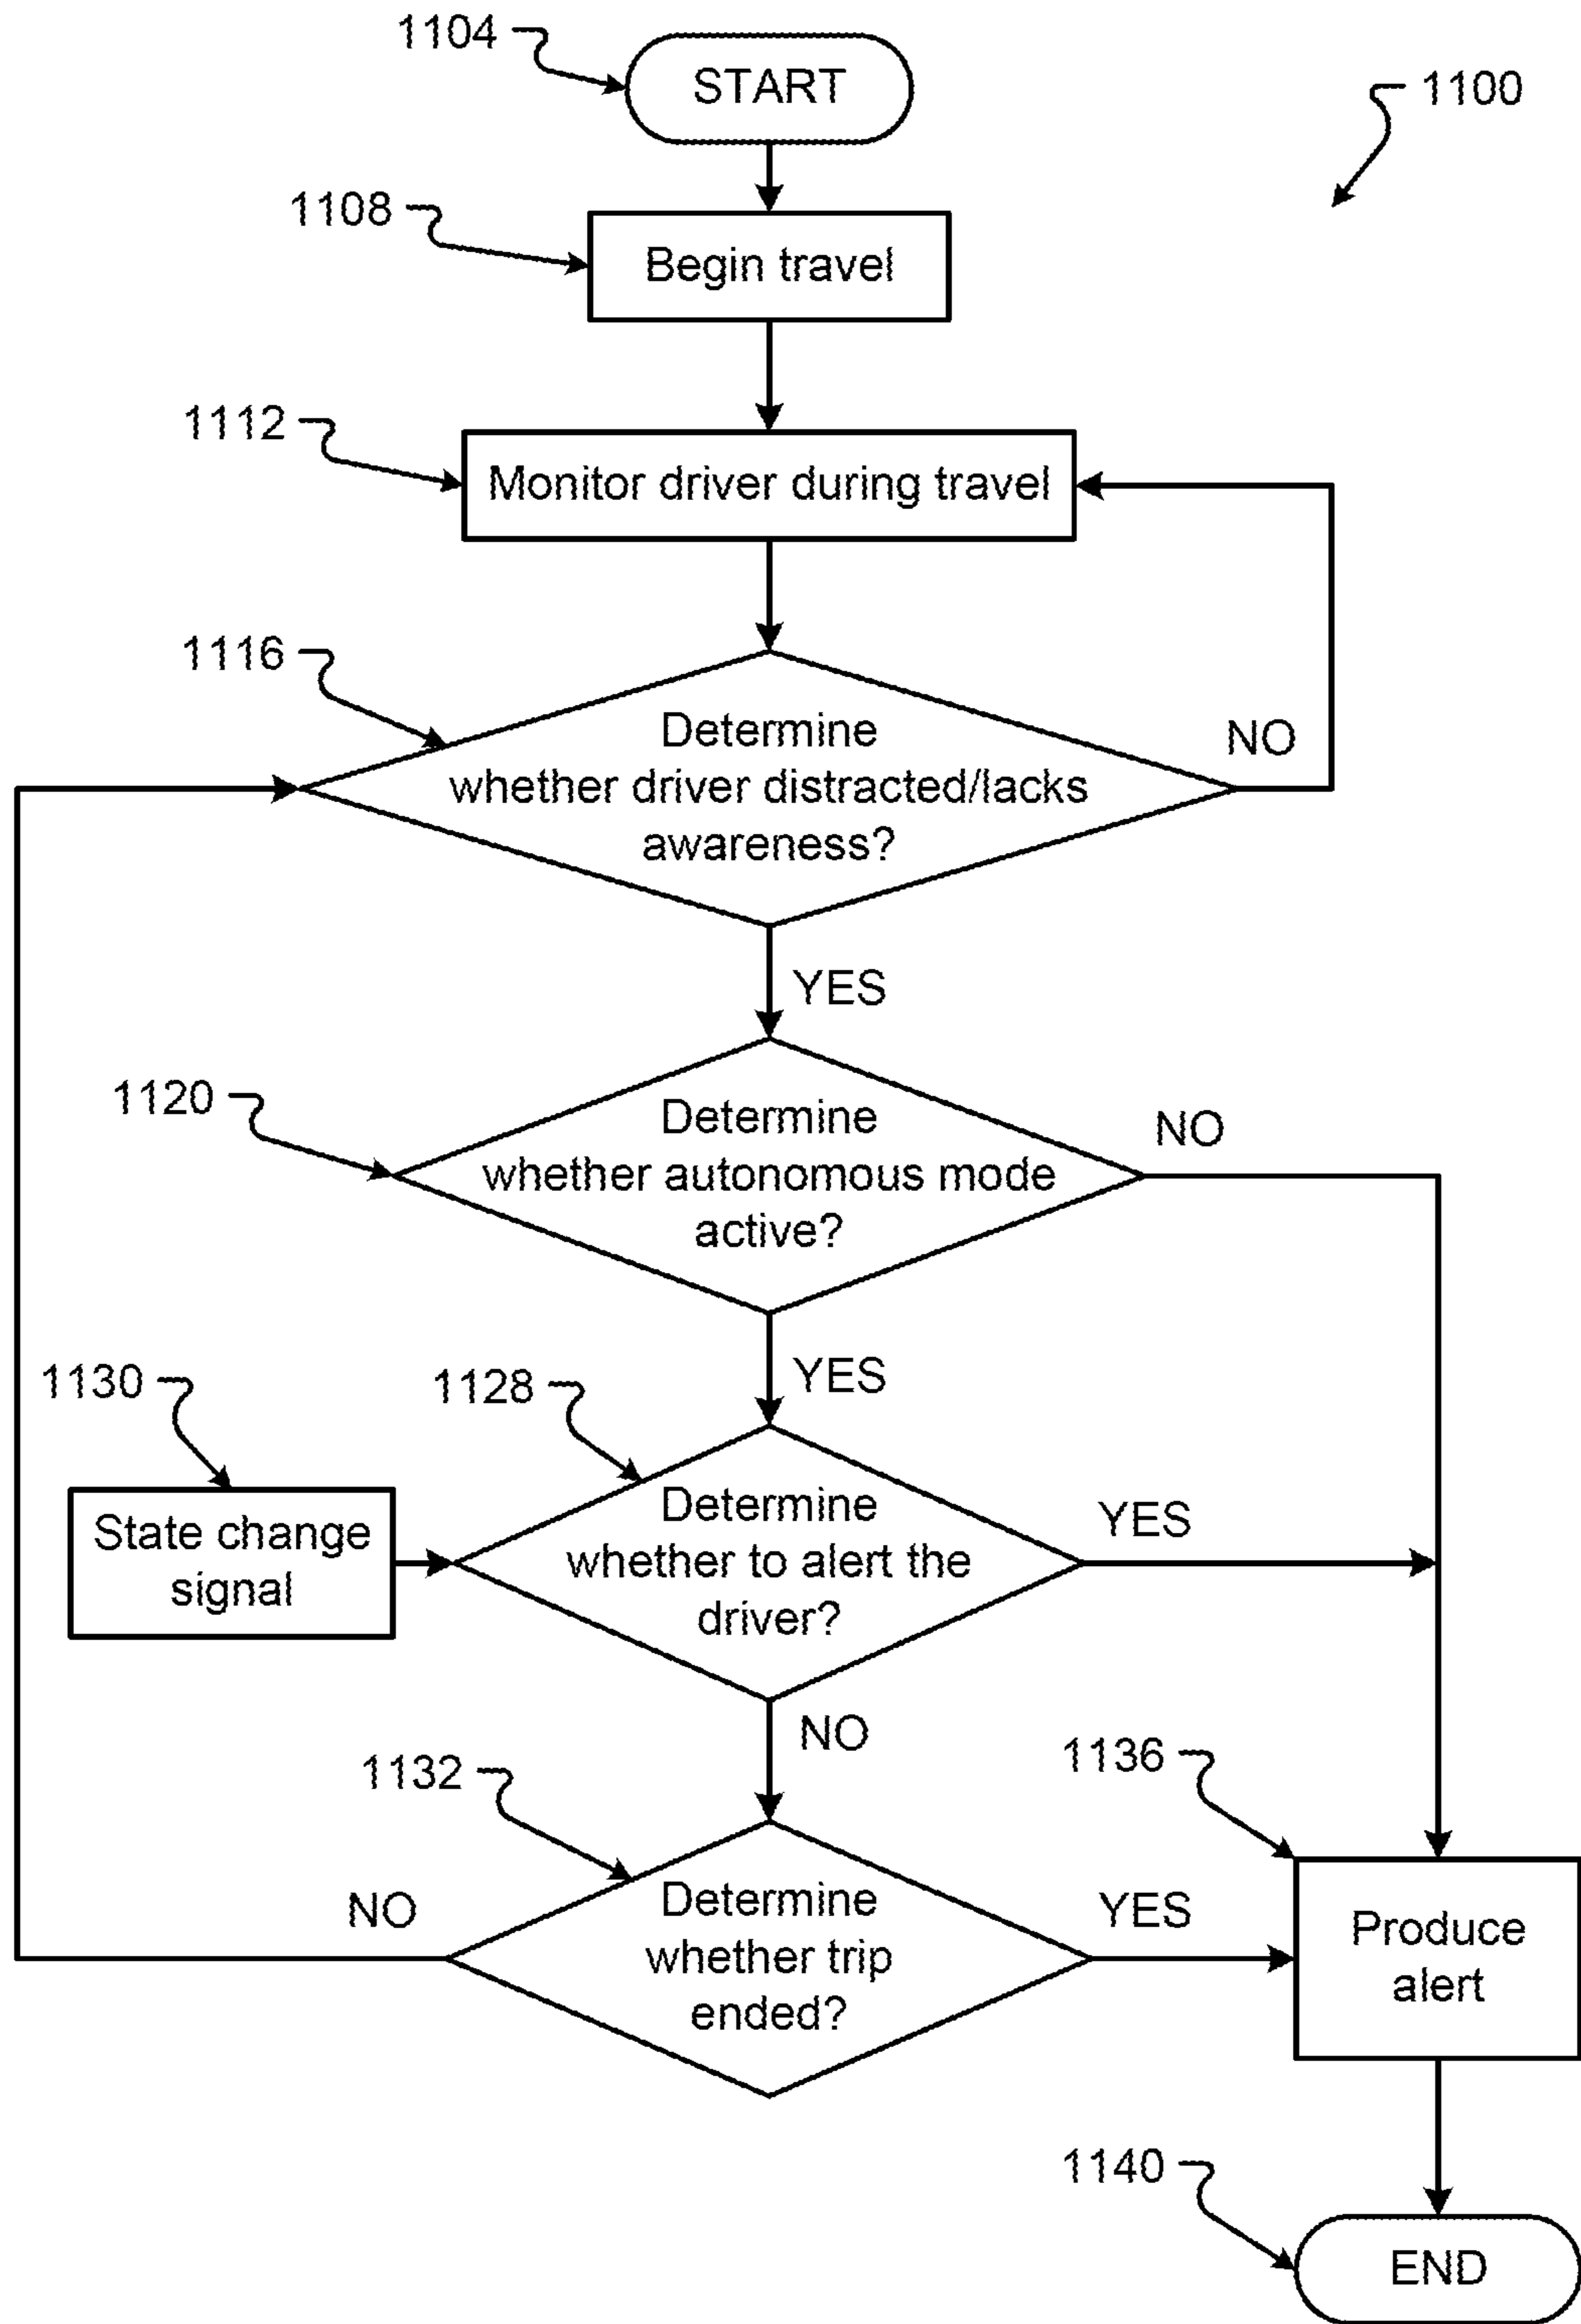 1104
START
1100
1108
Begin travel
1112
Monitor driver during travel
1116
Determine
whether driver distracted/lacks
awareness?
NO
YES
1120
Determine
whether autonomous mode
active?
NO
YES
1130
State change
signal
1128
Determine
whether to alert the
driver?
YES
NO
1132
Determine
whether trip
ended?
NO
YES
1136
Produce
alert
1140
END